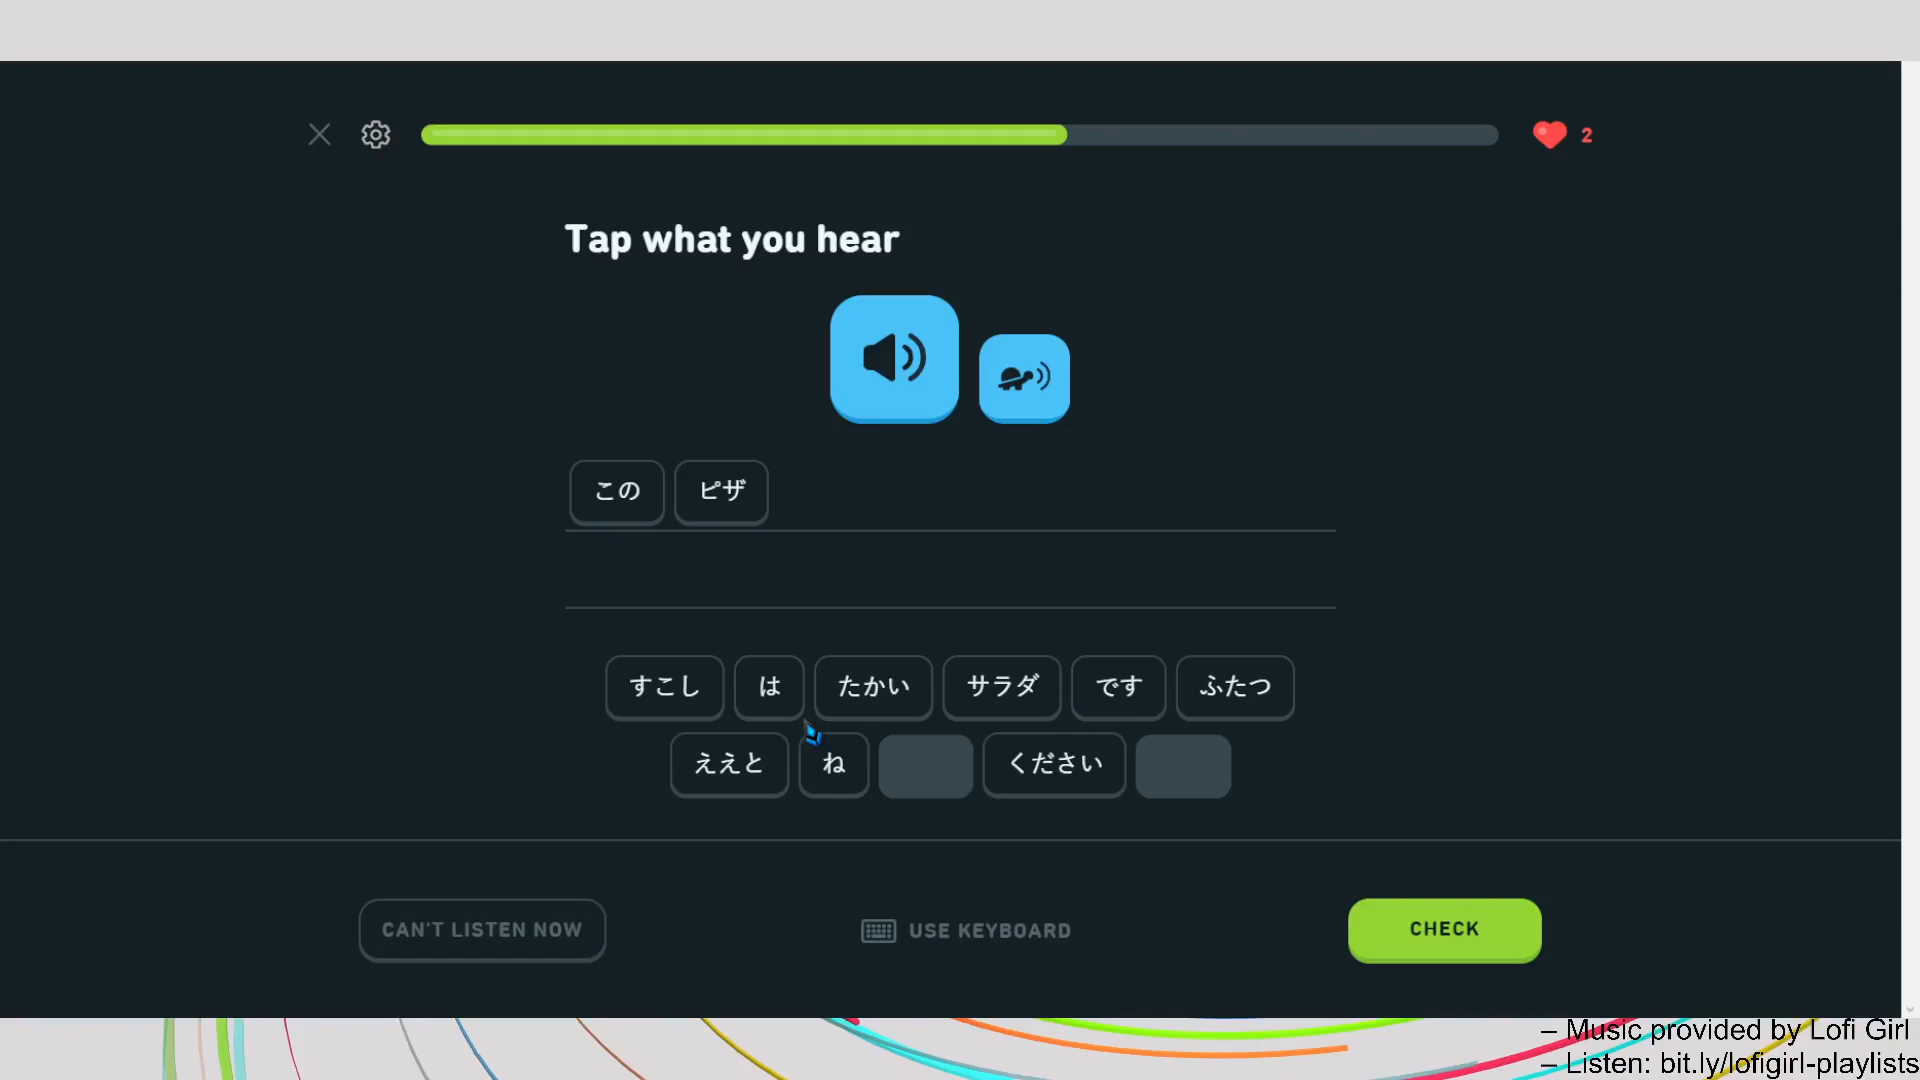 2
Tap what you hear
この ピザ
すこし は たかい サラダ です ふたつ
ええと ね ください
CAN'T LISTEN NOW USE KEYBOARD CHECK
– Music provided by Lofi Girl
– Listen: bit.ly/lofigirl-playlists